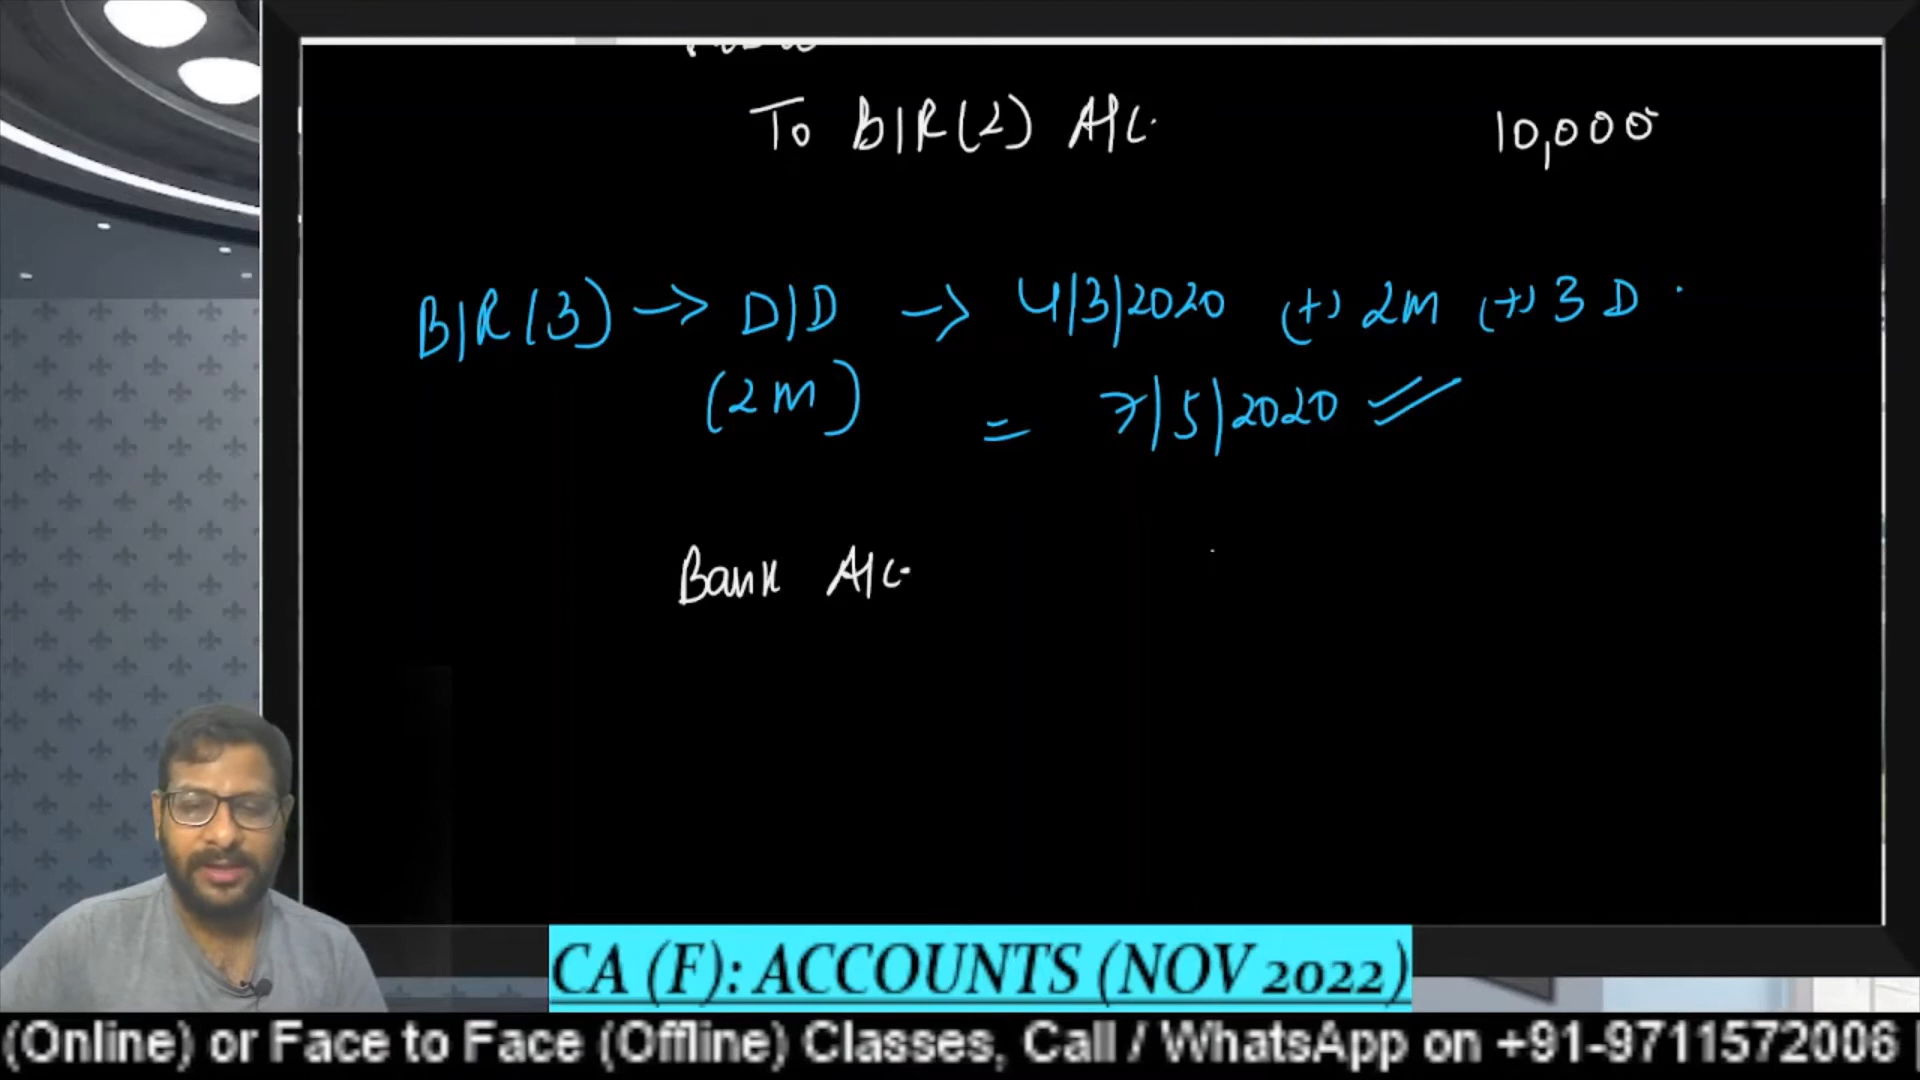 To B/R(2) A/c. 10,000
B/R(3) → D/D → 4/3/2020 (+) 2m (+) 3 D.
(2m) = 7/5/2020
Bank A/c.
CA (F): ACCOUNTS (NOV 2022)
(Online) or Face to Face (Offline) Classes, Call / WhatsApp on +91-9711572006 |